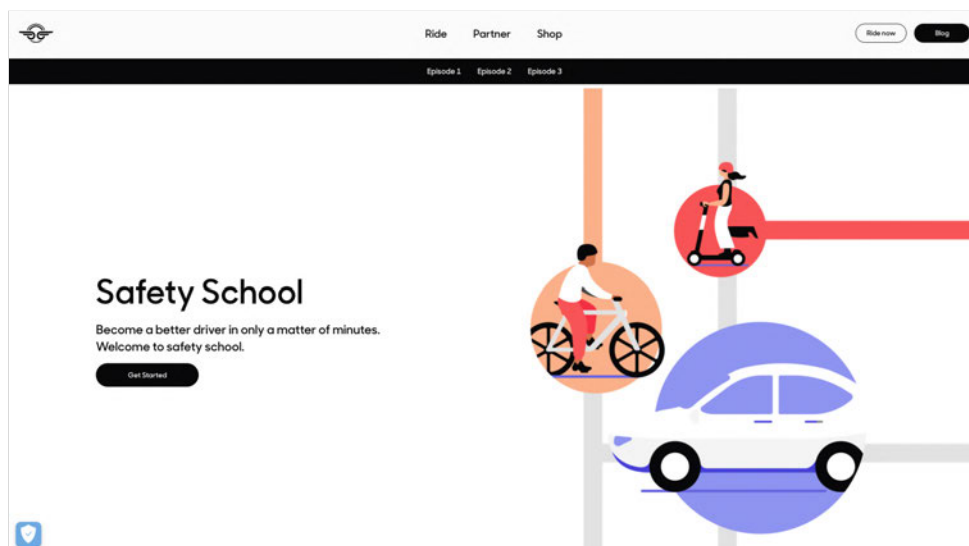 Ride Partner Shop
Ride now Blog
Episode 1 Episode 2 Episode 3
Safety School
Become a better driver in only a matter of minutes.
Welcome to safety school.
Get Started